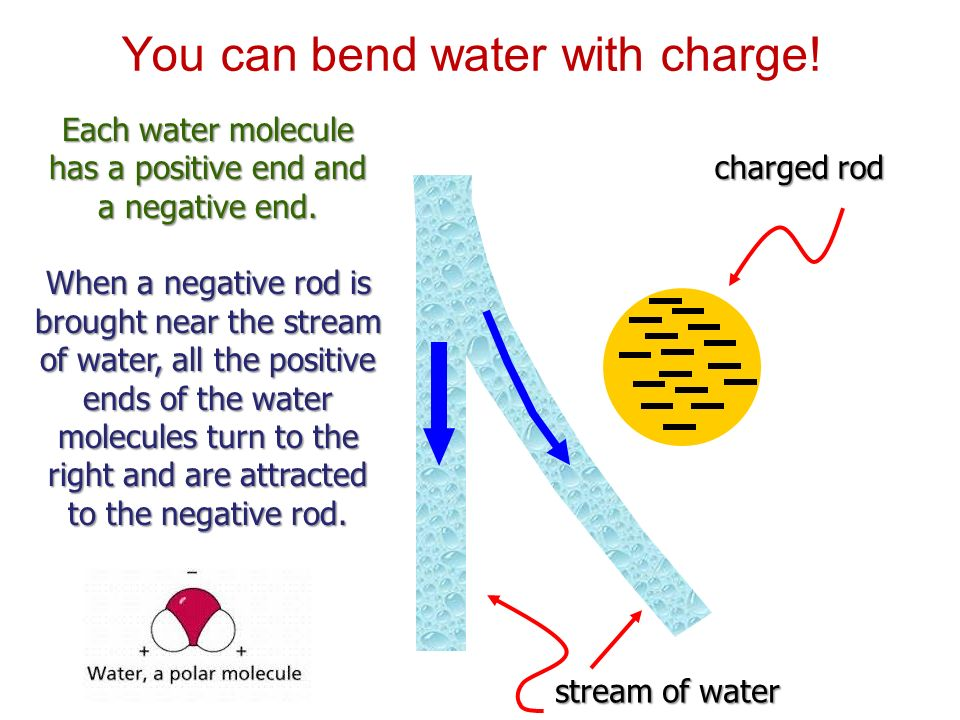 You can bend water with charge!
Each water molecule
has a positive end and
a negative end.
When a negative rod is
brought near the stream
of water, all the positive
ends of the water
molecules turn to the
right and are attracted
to the negative rod.
charged rod
−
+ +
Water, a polar molecule
stream of water